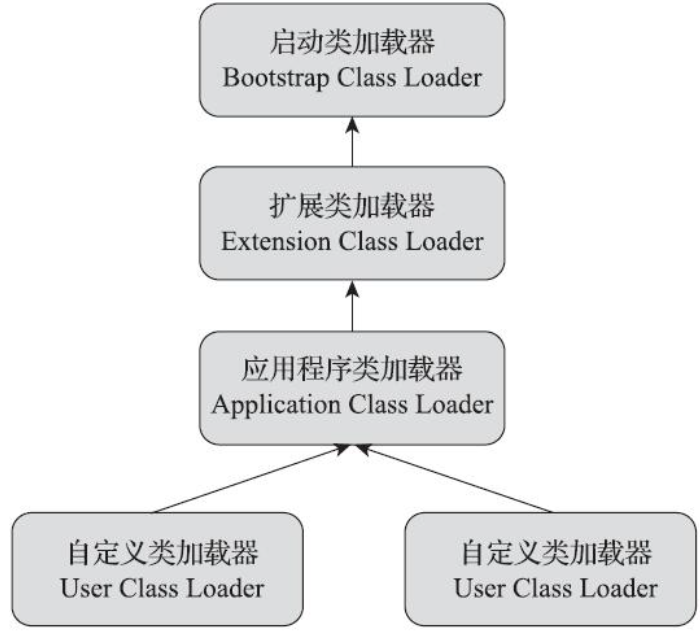 启动类加载器
Bootstrap Class Loader
扩展类加载器
Extension Class Loader
应用程序类加载器
Application Class Loader
自定义类加载器
User Class Loader
自定义类加载器
User Class Loader